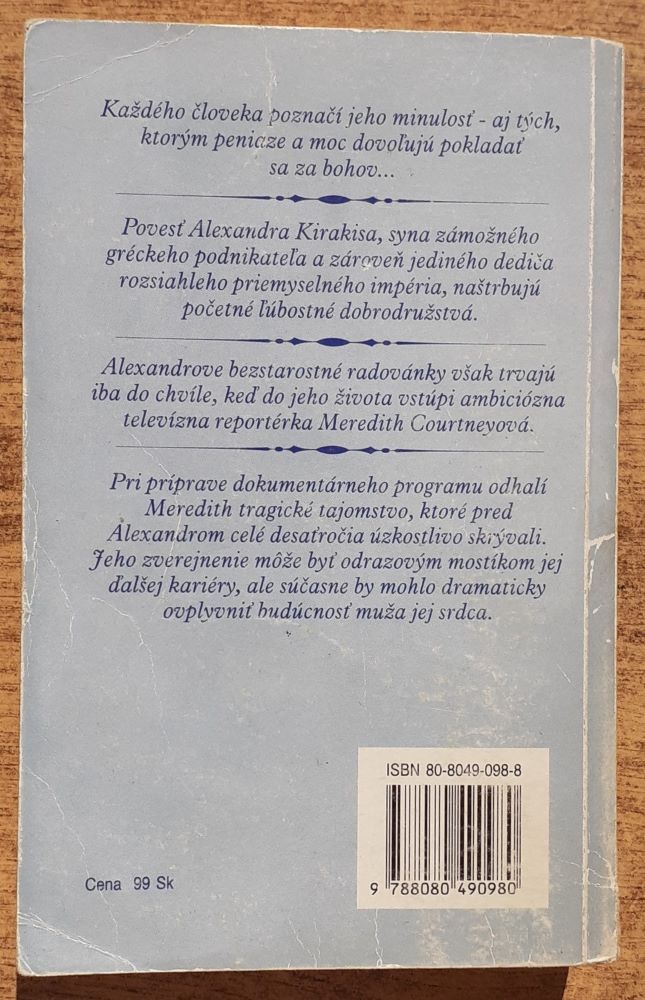 Každého človeka poznačí jeho minulosť - aj tých,
ktorým peniaze a moc dovoľujú pokladať
sa za bohov...
Povesť Alexandra Kirakisa, syna zámožného
gréckeho podnikateľa a zároveň jediného dediča
rozsiahleho priemyselného impéria, naštrbujú
početné ľúbostné dobrodružstvá.
Alexandrove bezstarostné radovánky však trvajú
iba do chvíle, keď do jeho života vstúpi ambiciózna
televízna reportérka Meredith Courtneyová.
Pri príprave dokumentárneho programu odhalí
Meredith tragické tajomstvo, ktoré pred
Alexandrom celé desaťročia úzkostlivo skrývali.
Jeho zverejnenie môže byť odrazovým mostíkom jej
ďalšej kariéry, ale súčasne by mohlo dramaticky
ovplyvniť budúcnosť muža jej srdca.
ISBN 80-8049-098-8
9 788080 490980
Cena 99 Sk